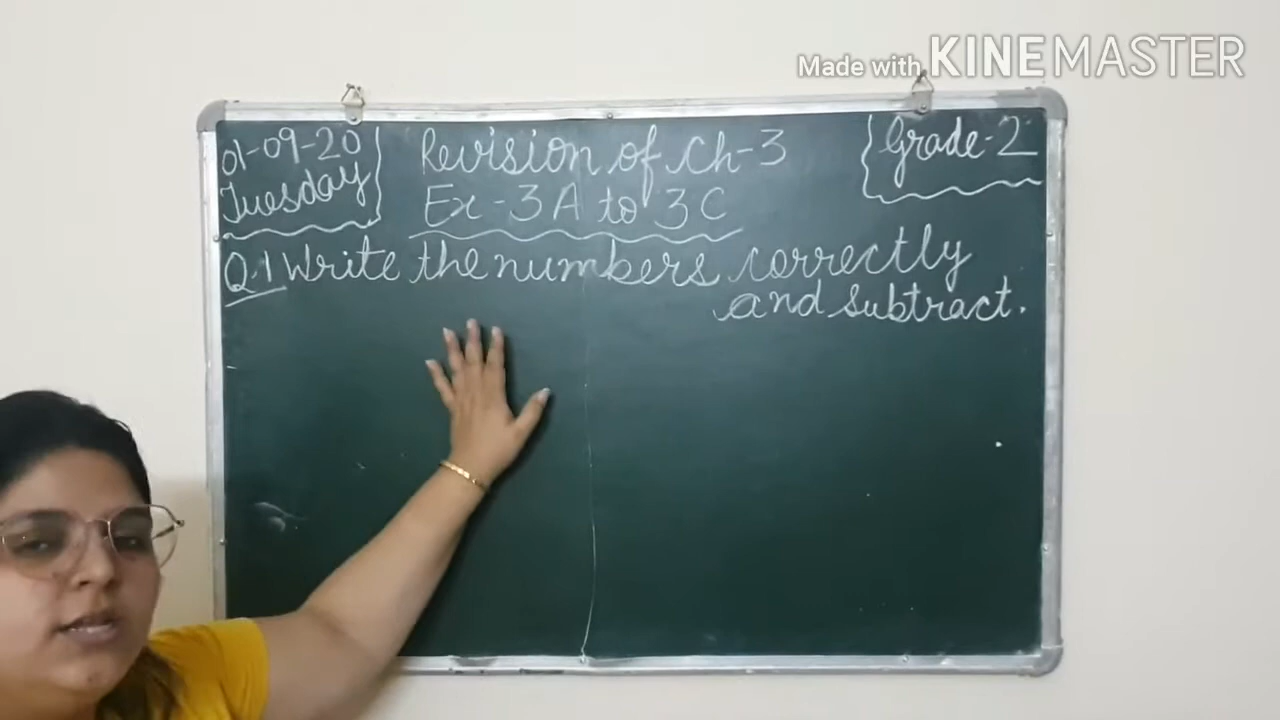 Made with KINEMASTER
01-09-20
Tuesday
Revision of Ch-3
Ex-3A to 3C
Grade-2
Q.1 Write the numbers correctly
and subtract.